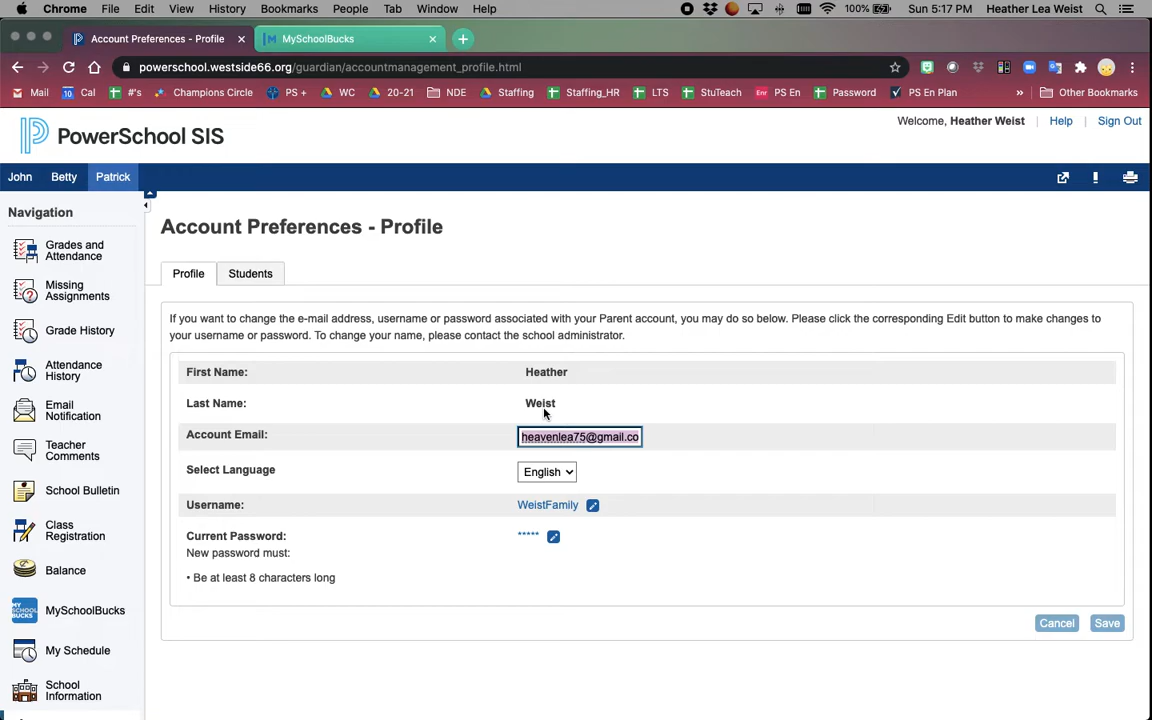 Chrome File Edit View History Bookmarks People Tab Window Help 100% Sun 5:17 PM Heather Lea Weist
Account Preferences - Profile MySchoolBucks
powerschool.westside66.org/guardian/accountmanagement_profile.html
Mail Cal #'s Champions Circle PS + WC 20-21 NDE Staffing Staffing_HR LTS StuTeach PS En Password PS En Plan » Other Bookmarks
PowerSchool SIS
Welcome, Heather Weist Help Sign Out
John Betty Patrick
Navigation
Grades and
Attendance
Missing
Assignments
Grade History
Attendance
History
Email
Notification
Teacher
Comments
School Bulletin
Class
Registration
Balance
MY SCHOOL BUCKS
MySchoolBucks
My Schedule
School
Information
Account Preferences - Profile
Profile Students
If you want to change the e-mail address, username or password associated with your Parent account, you may do so below. Please click the corresponding Edit button to make changes to
your username or password. To change your name, please contact the school administrator.
First Name: Heather
Last Name: Weist
Account Email: heavenlea75@gmail.co
Select Language English
Username: WeistFamily
Current Password: *****
New password must:
• Be at least 8 characters long
Cancel Save